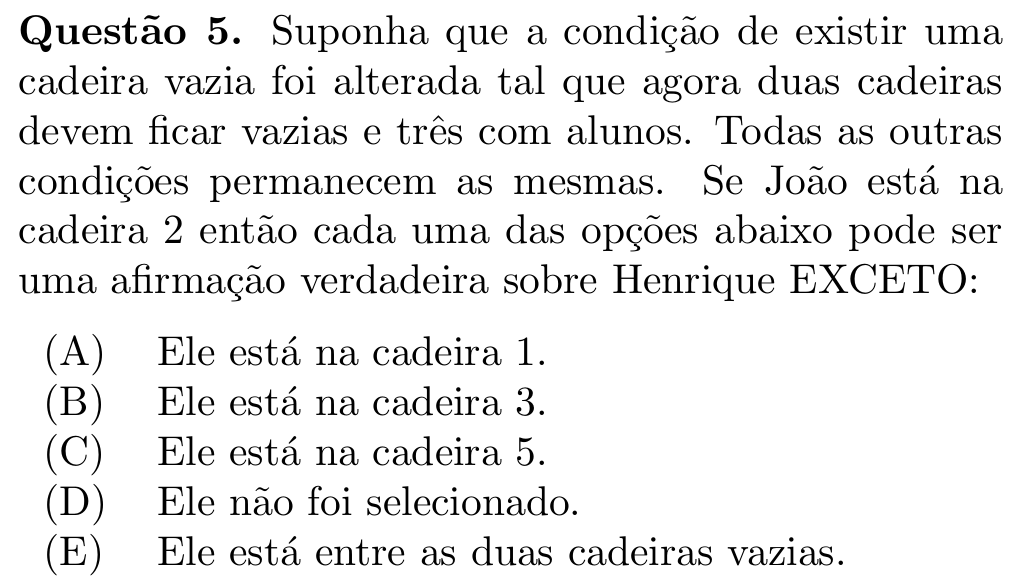 Questão 5. Suponha que a condição de existir uma
cadeira vazia foi alterada tal que agora duas cadeiras
devem ficar vazias e três com alunos. Todas as outras
condições permanecem as mesmas. Se João está na
cadeira 2 então cada uma das opções abaixo pode ser
uma afirmação verdadeira sobre Henrique EXCETO:
(A) Ele está na cadeira 1.
(B) Ele está na cadeira 3.
(C) Ele está na cadeira 5.
(D) Ele não foi selecionado.
(E) Ele está entre as duas cadeiras vazias.